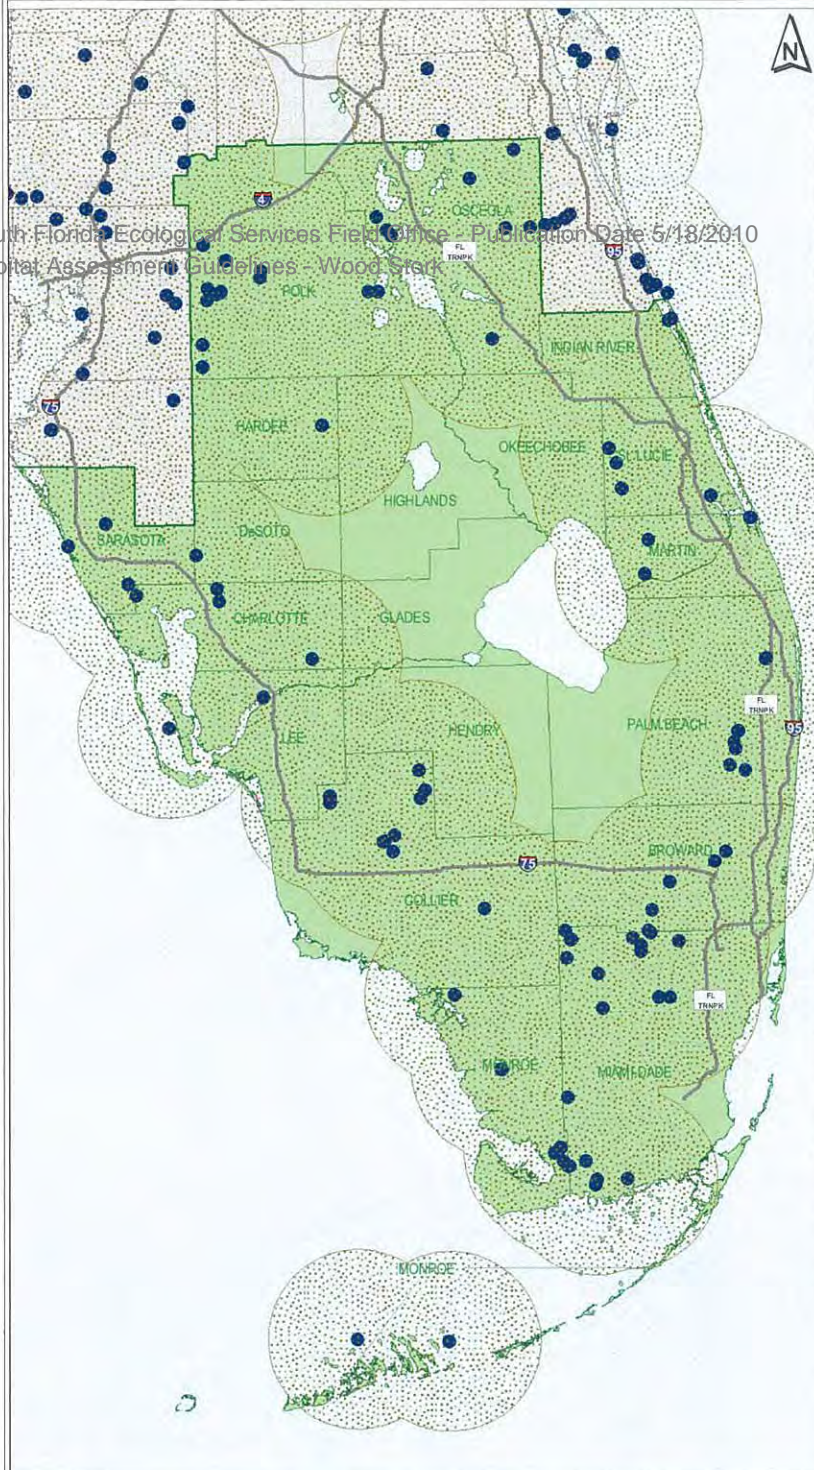 N
4
OSCEOLA
uth Florida Ecological Services Field Office - Publication Date 5/18/2010
FL
TRNPK
95
bitat Assessment Guidelines - Wood Stork
POLK
INDIAN RIVER
75
HARDEE
OKEECHOBEE
ST. LUCIE
HIGHLANDS
SARASOTA
DeSOTO
MARTIN
CHARLOTTE
GLADES
FL
TRNPK
LEE
HENDRY
PALM BEACH
95
BROWARD
75
COLLIER
FL
TRNPK
MONROE
MIAMI-DADE
MONROE